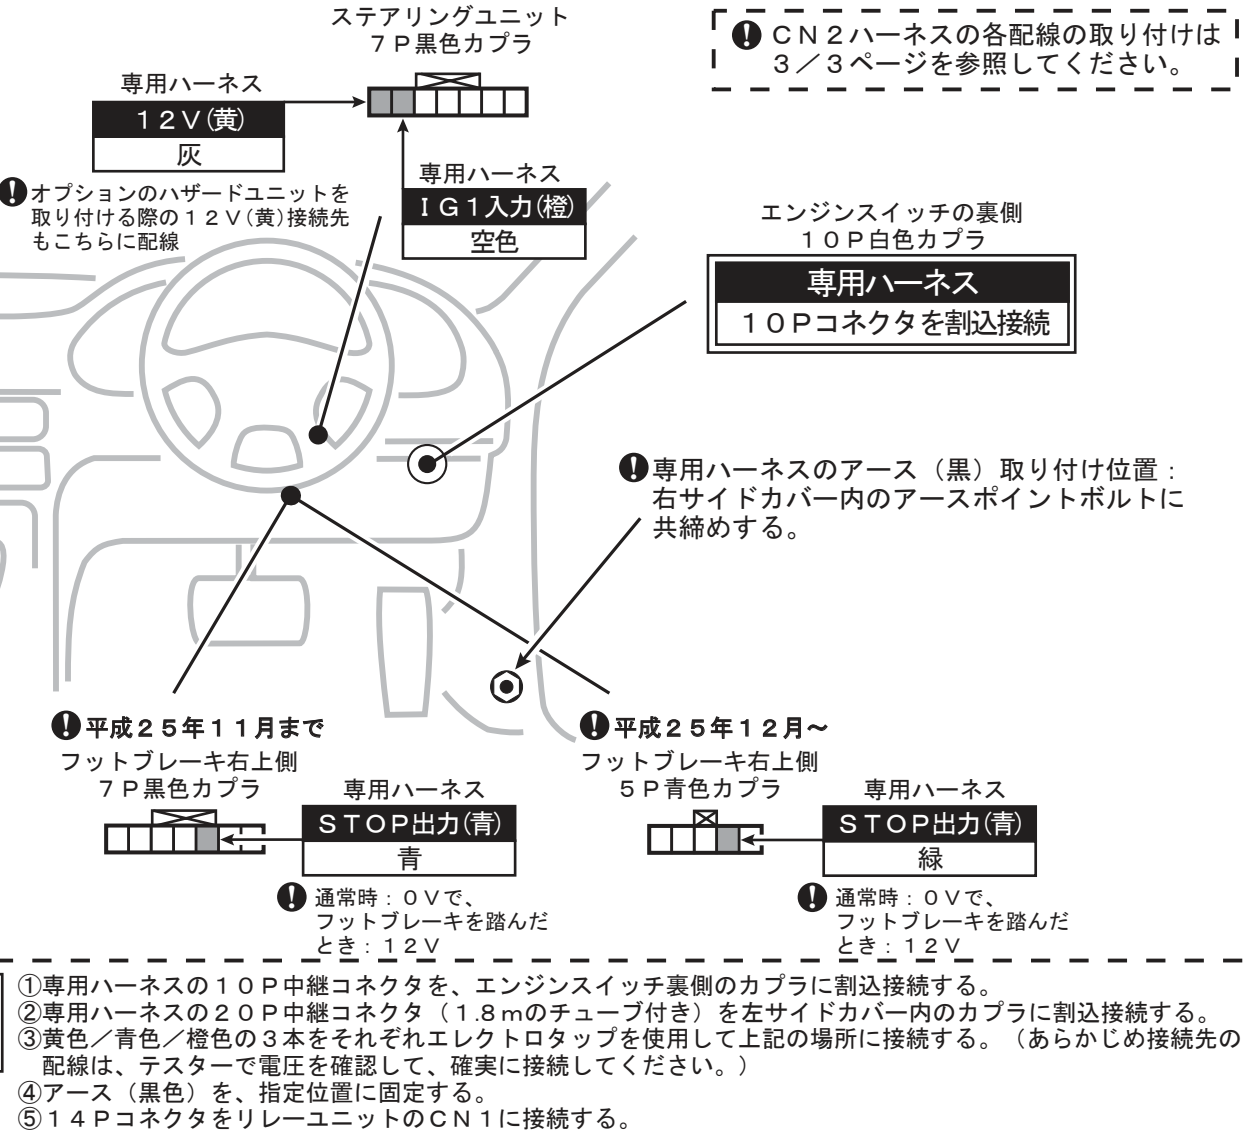 ステアリングユニット
７Ｐ黒色カプラ
ＣＮ２ハーネスの各配線の取り付けは
３／３ページを参照してください。
専用ハーネス
１２Ｖ(黄)
灰
オプションのハザードユニットを
取り付ける際の１２Ｖ(黄)接続先
もこちらに配線
専用ハーネス
ＩＧ１入力(橙)
空色
エンジンスイッチの裏側
１０Ｐ白色カプラ
専用ハーネス
１０Ｐコネクタを割込接続
専用ハーネスのアース（黒）取り付け位置：
右サイドカバー内のアースポイントボルトに
共締めする。
平成２５年１１月まで
フットブレーキ右上側
７Ｐ黒色カプラ
専用ハーネス
ＳＴＯＰ出力(青)
青
通常時：０Ｖで、
フットブレーキを踏んだ
とき：１２Ｖ
平成２５年１２月～
フットブレーキ右上側
５Ｐ青色カプラ
専用ハーネス
ＳＴＯＰ出力(青)
緑
通常時：０Ｖで、
フットブレーキを踏んだ
とき：１２Ｖ
①専用ハーネスの１０Ｐ中継コネクタを、エンジンスイッチ裏側のカプラに割込接続する。
②専用ハーネスの２０Ｐ中継コネクタ（１.８ｍのチューブ付き）を左サイドカバー内のカプラに割込接続する。
③黄色／青色／橙色の３本をそれぞれエレクトロタップを使用して上記の場所に接続する。（あらかじめ接続先の
配線は、テスターで電圧を確認して、確実に接続してください。）
④アース（黒色）を、指定位置に固定する。
⑤１４ＰコネクタをリレーユニットのＣＮ１に接続する。